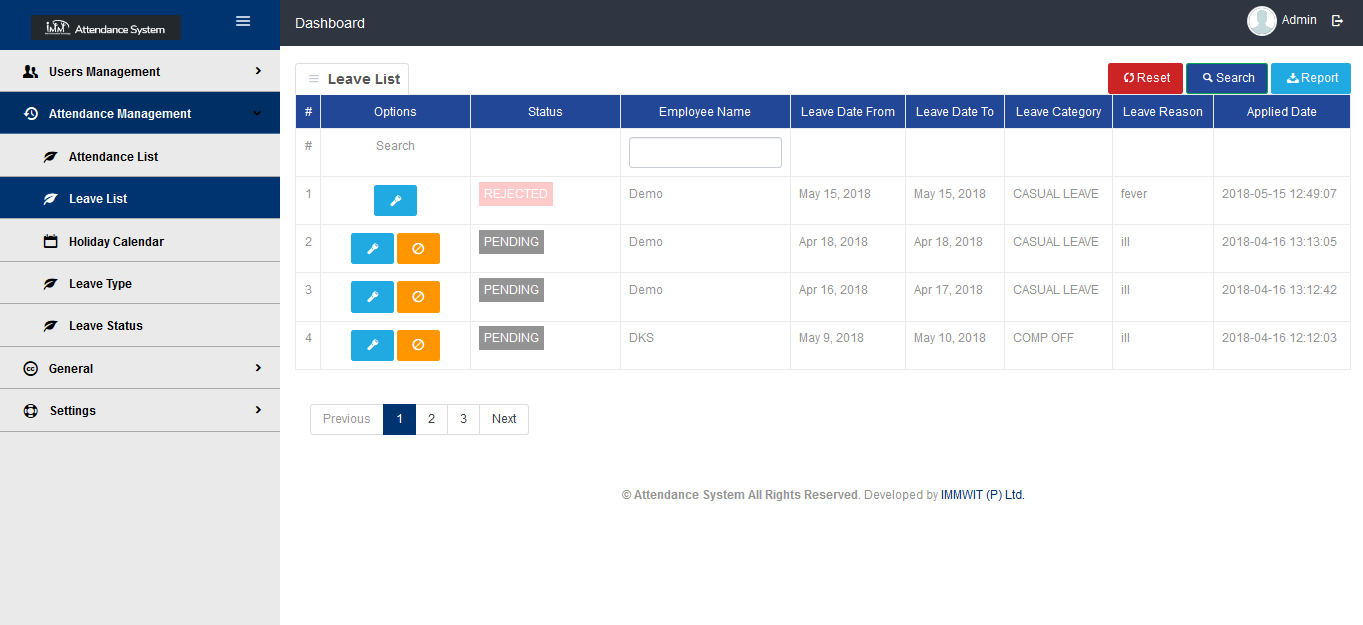 IMM Attendance System
Dashboard
Admin
Users Management
Attendance Management
Attendance List
Leave List
Holiday Calendar
Leave Type
Leave Status
General
Settings
Leave List
Reset Search Report
# Options Status Employee Name Leave Date From Leave Date To Leave Category Leave Reason Applied Date
# Search
1 REJECTED Demo May 15, 2018 May 15, 2018 CASUAL LEAVE fever 2018-05-15 12:49:07
2 PENDING Demo Apr 18, 2018 Apr 18, 2018 CASUAL LEAVE ill 2018-04-16 13:13:05
3 PENDING Demo Apr 16, 2018 Apr 17, 2018 CASUAL LEAVE ill 2018-04-16 13:12:42
4 PENDING DKS May 9, 2018 May 10, 2018 COMP OFF ill 2018-04-16 12:12:03
Previous 1 2 3 Next
© Attendance System All Rights Reserved. Developed by IMMWIT (P) Ltd.